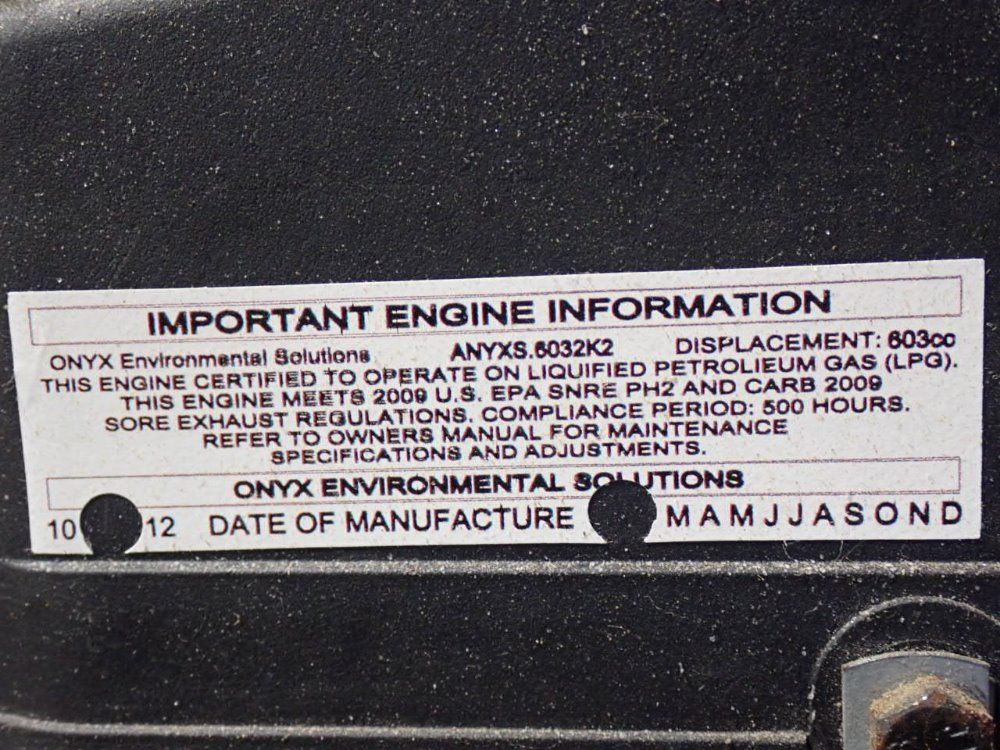 IMPORTANT ENGINE INFORMATION
ONYX Environmental Solutions ANYXS.6032K2 DISPLACEMENT: 603cc
THIS ENGINE CERTIFIED TO OPERATE ON LIQUIFIED PETROLIEUM GAS (LPG).
THIS ENGINE MEETS 2009 U.S. EPA SNRE PH2 AND CARB 2009
SORE EXHAUST REGULATIONS. COMPLIANCE PERIOD: 500 HOURS.
REFER TO OWNERS MANUAL FOR MAINTENANCE
SPECIFICATIONS AND ADJUSTMENTS.
ONYX ENVIRONMENTAL SOLUTIONS
10 12 DATE OF MANUFACTURE M A M J J A S O N D